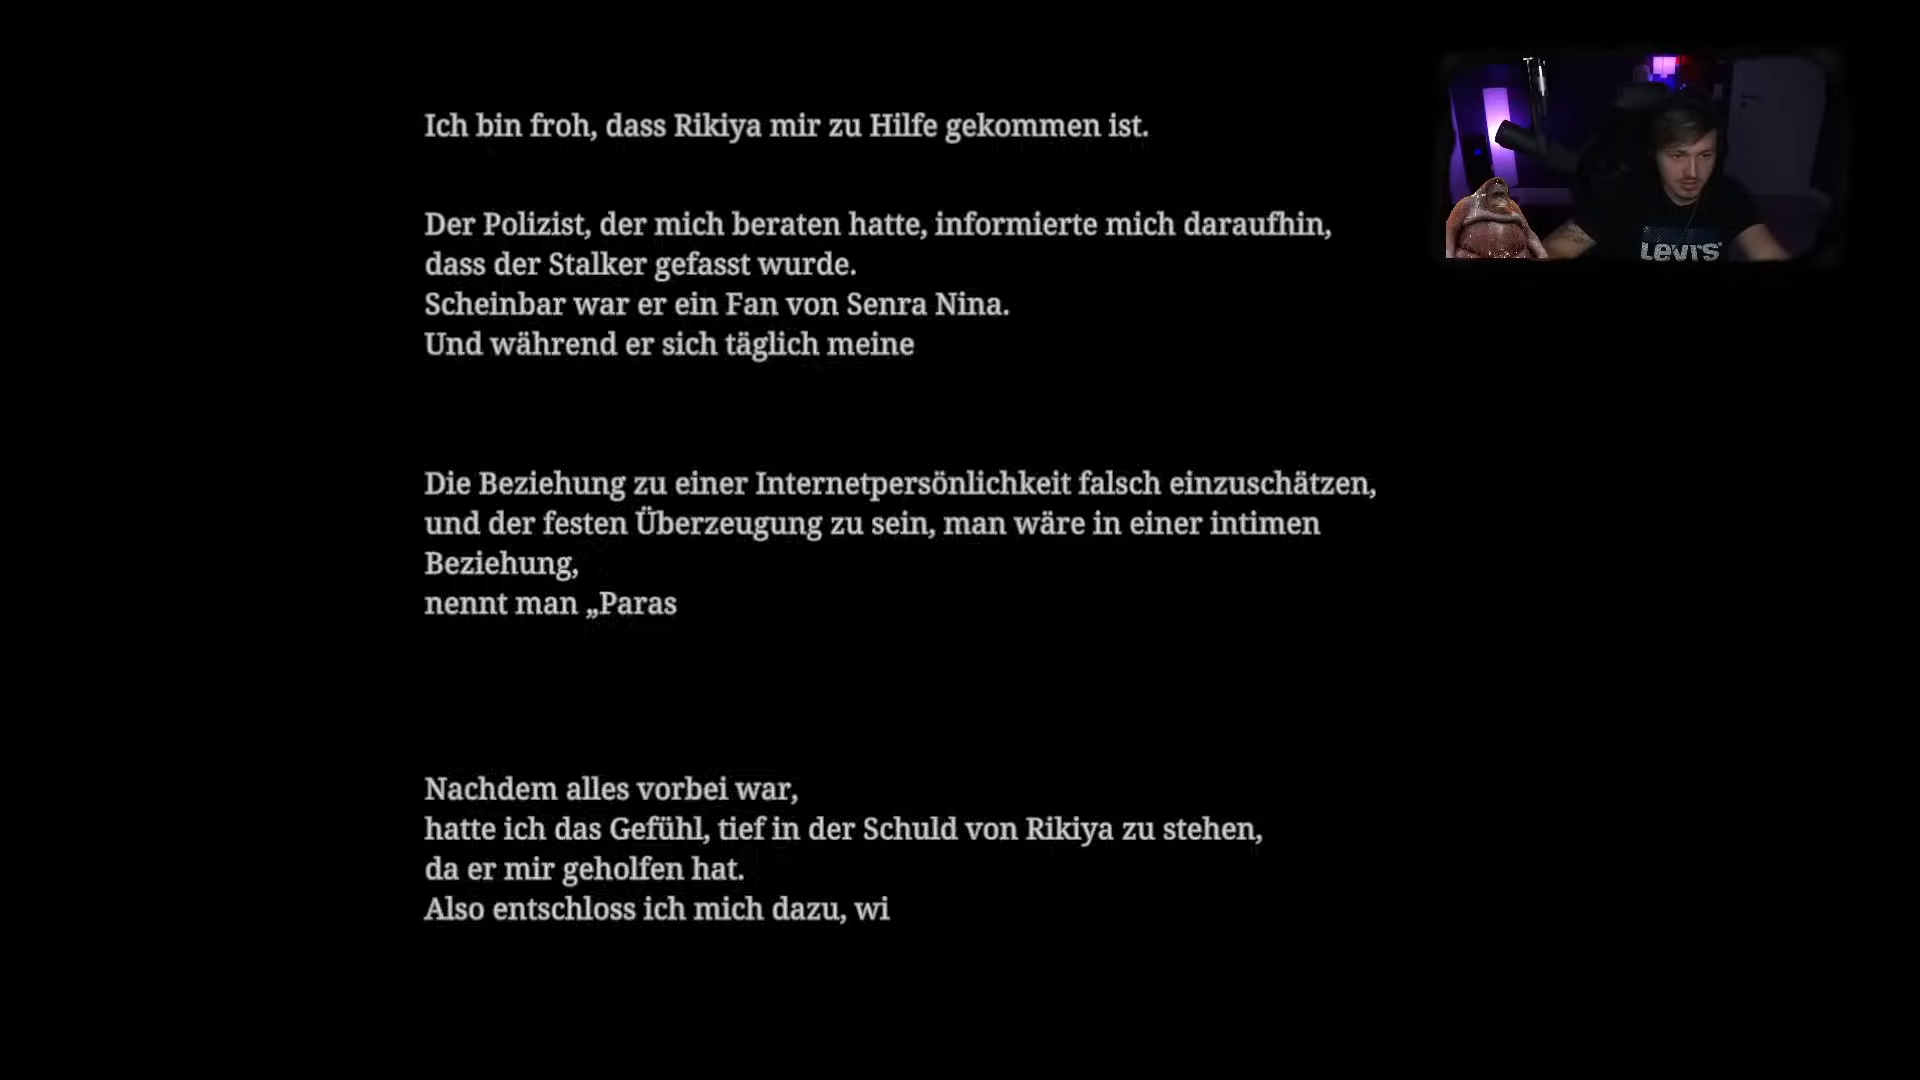 Ich bin froh, dass Rikiya mir zu Hilfe gekommen ist.
Der Polizist, der mich beraten hatte, informierte mich daraufhin,
dass der Stalker gefasst wurde.
Scheinbar war er ein Fan von Senra Nina.
Und während er sich täglich meine
Die Beziehung zu einer Internetpersönlichkeit falsch einzuschätzen,
und der festen Überzeugung zu sein, man wäre in einer intimen
Beziehung,
nennt man „Paras
Nachdem alles vorbei war,
hatte ich das Gefühl, tief in der Schuld von Rikiya zu stehen,
da er mir geholfen hat.
Also entschloss ich mich dazu, wi
Levi's